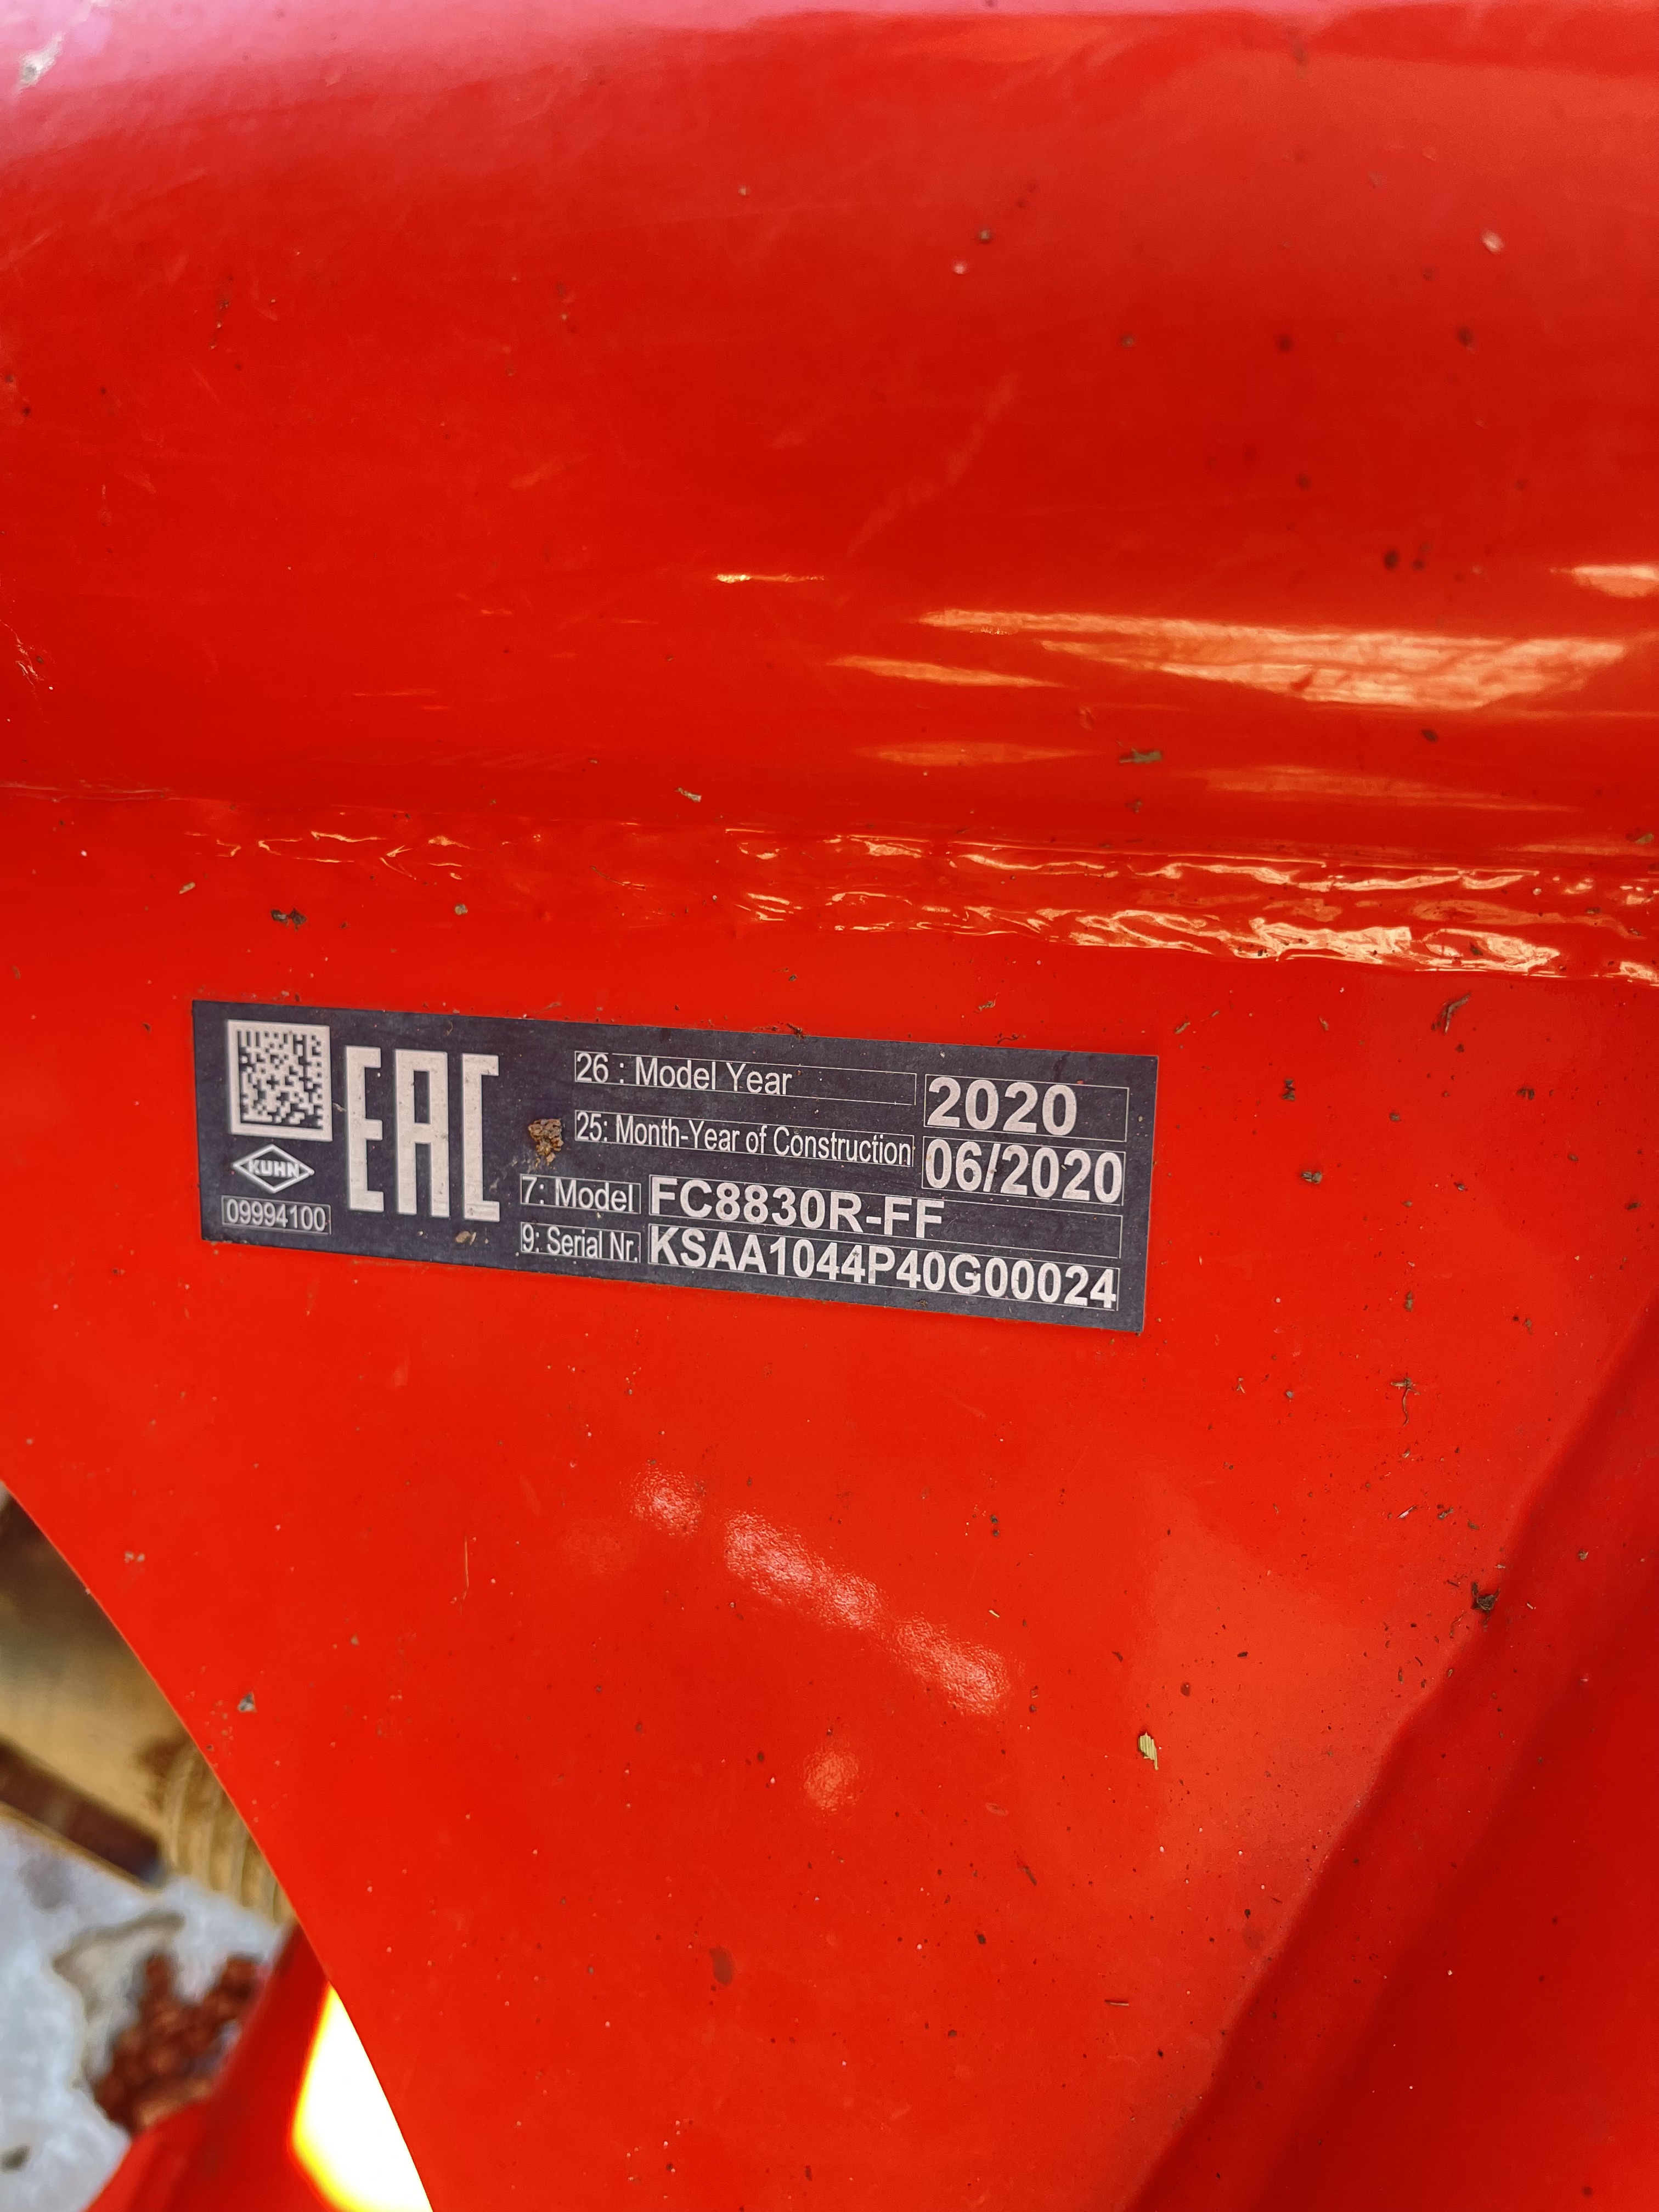 EAC
26 : Model Year 2020
25: Month-Year of Construction 06/2020
KUHN
7: Model FC8830R-FF
09994100
9: Serial Nr. KSAA1044P40G00024